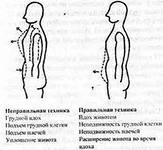 Неправильная техника
Грудной вдох
Подъем грудной клетки
Подъем плечей
Уплощение живота
Правильная техника
Вдох животом
Неподвижность грудной клетки
Неподвижность плечей
Расширение живота во время
вдоха